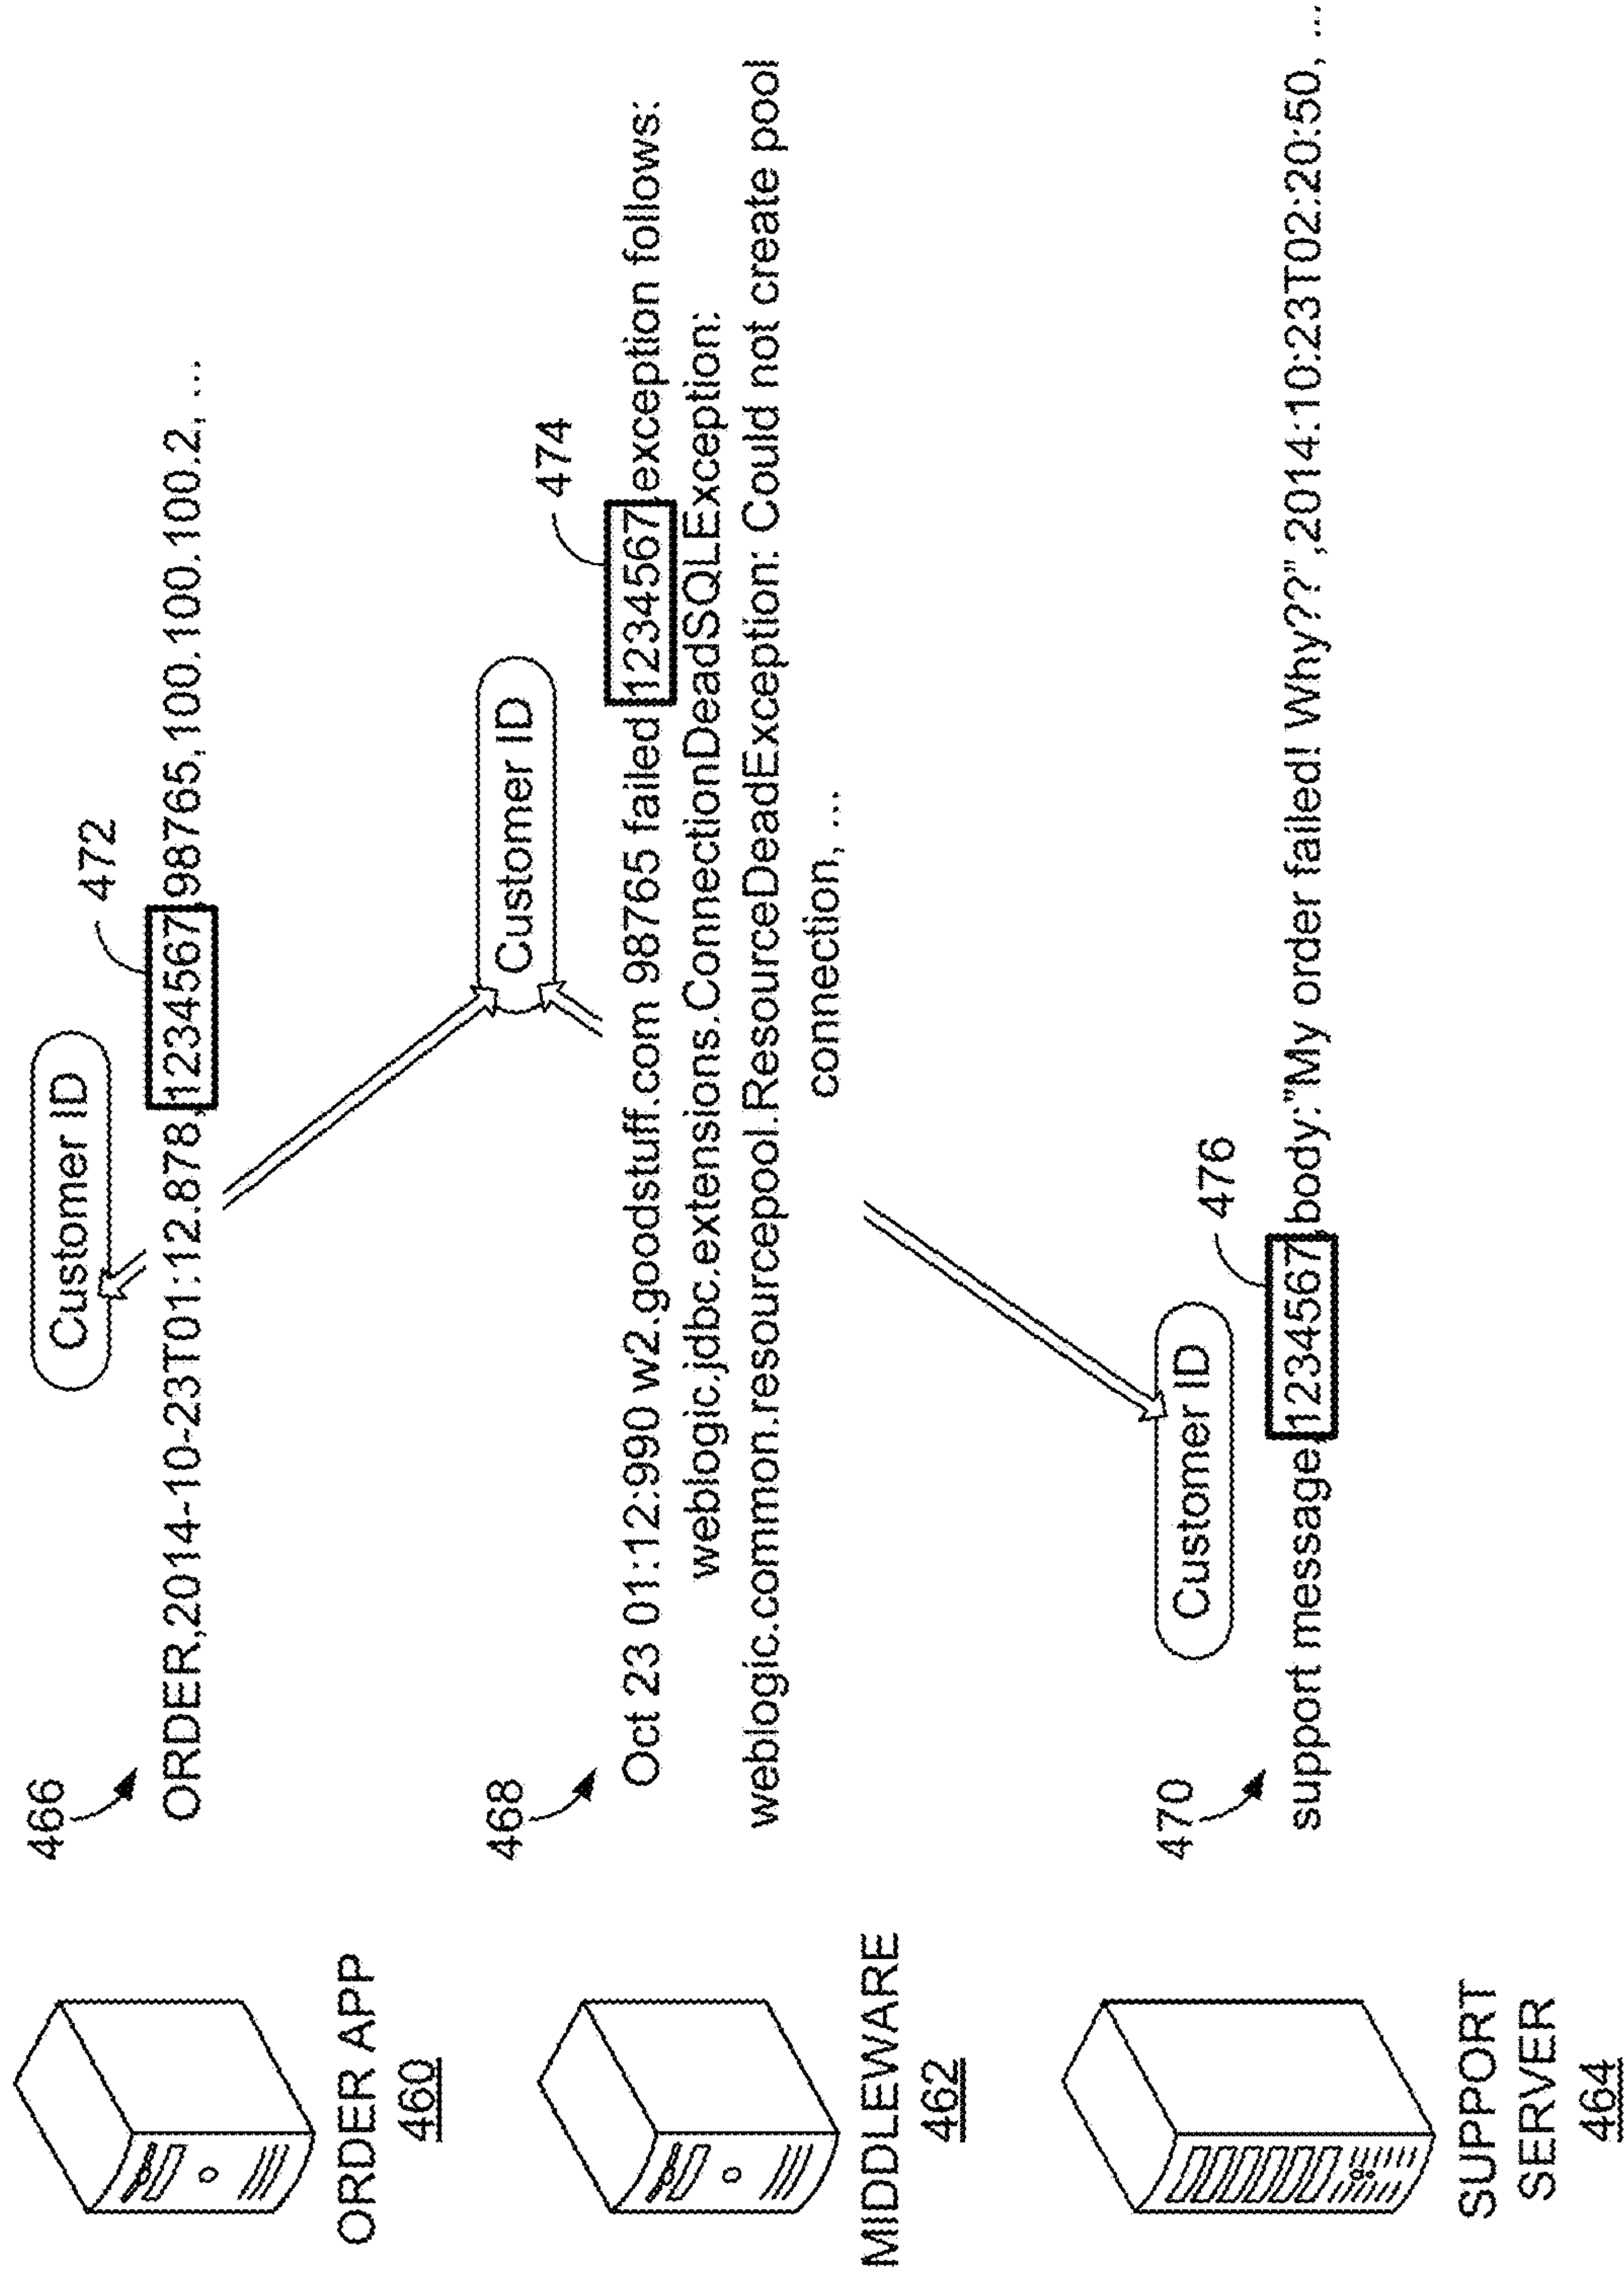 466
Customer ID
472
ORDER,2014-10-23T01:12.878,1234567,98765,100.100.100.2, ...
ORDER APP
460
468
Customer ID
474
Oct 23 01:12:990 w2.goodstuff.com 98765 failed 1234567,exception follows:
weblogic.jdbc.extensions.ConnectionDeadSQLException:
weblogic.common.resourcepool.ResourceDeadException: Could not create pool
connection, ...
MIDDLEWARE
462
470
Customer ID
476
support message,1234567,body:"My order failed! Why??",2014:10:23T02:20:50, ...
SUPPORT
SERVER
464